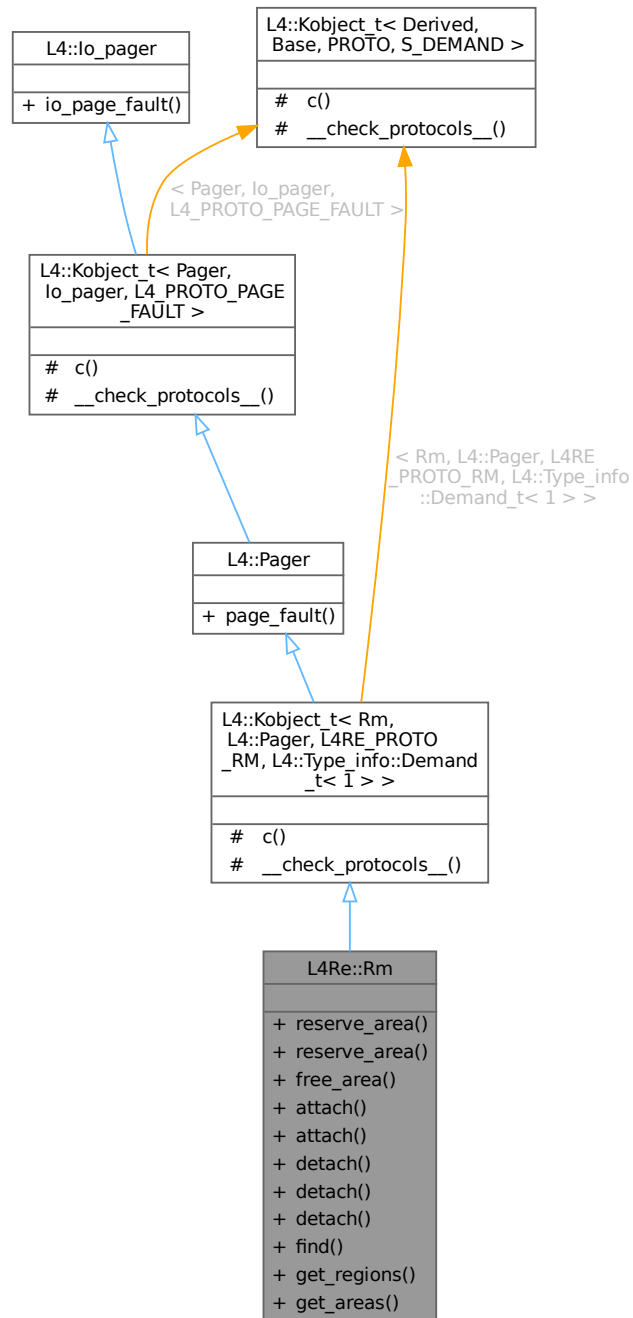 L4::Io_pager
+ io_page_fault()
L4::Kobject_t< Derived,
Base, PROTO, S_DEMAND >
# c()
# __check_protocols__()
< Pager, Io_pager,
L4_PROTO_PAGE_FAULT >
L4::Kobject_t< Pager,
Io_pager, L4_PROTO_PAGE
_FAULT >
# c()
# __check_protocols__()
< Rm, L4::Pager, L4RE
_PROTO_RM, L4::Type_info
::Demand_t< 1 > >
L4::Pager
+ page_fault()
L4::Kobject_t< Rm,
L4::Pager, L4RE_PROTO
_RM, L4::Type_info::Demand
_t< 1 > >
# c()
# __check_protocols__()
L4Re::Rm
+ reserve_area()
+ reserve_area()
+ free_area()
+ attach()
+ attach()
+ detach()
+ detach()
+ detach()
+ find()
+ get_regions()
+ get_areas()